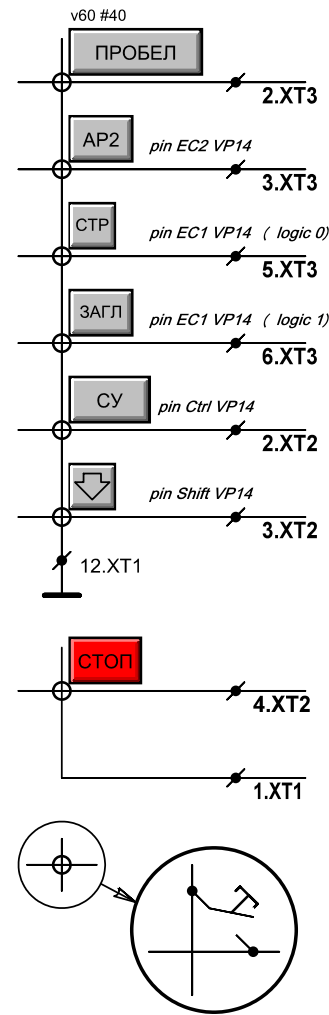 v60 #40
ПРОБЕЛ
2.XT3
АР2
pin EC2 VP14
3.XT3
СТР
pin EC1 VP14 ( logic 0)
5.XT3
ЗАГЛ
pin EC1 VP14 ( logic 1)
6.XT3
СУ
pin Ctrl VP14
2.XT2
pin Shift VP14
3.XT2
12.XT1
СТОП
4.XT2
1.XT1